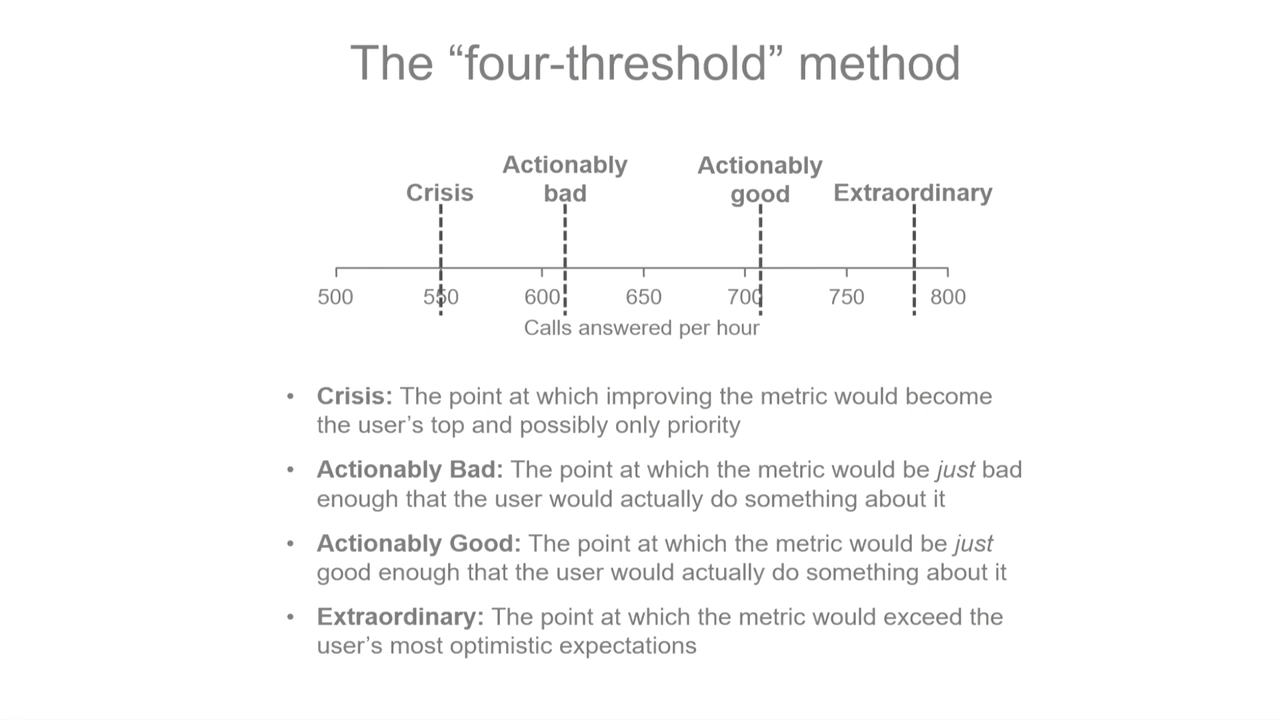 The “four-threshold” method
Actionably
bad
Actionably
good
Crisis
Extraordinary
500 550 600 650 700 750 800
Calls answered per hour
• Crisis: The point at which improving the metric would become
the user’s top and possibly only priority
• Actionably Bad: The point at which the metric would be just bad
enough that the user would actually do something about it
• Actionably Good: The point at which the metric would be just
good enough that the user would actually do something about it
• Extraordinary: The point at which the metric would exceed the
user’s most optimistic expectations